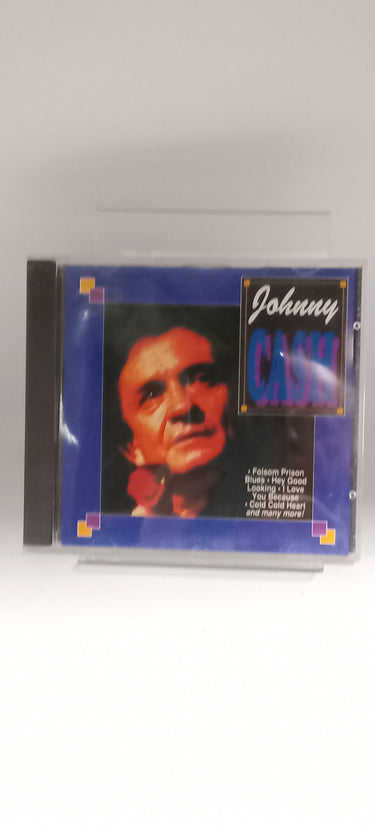 Johnny
CASH
• Folsom Prison
Blues • Hey Good
Looking • I Love
You Because
• Cold Cold Heart
and many more!